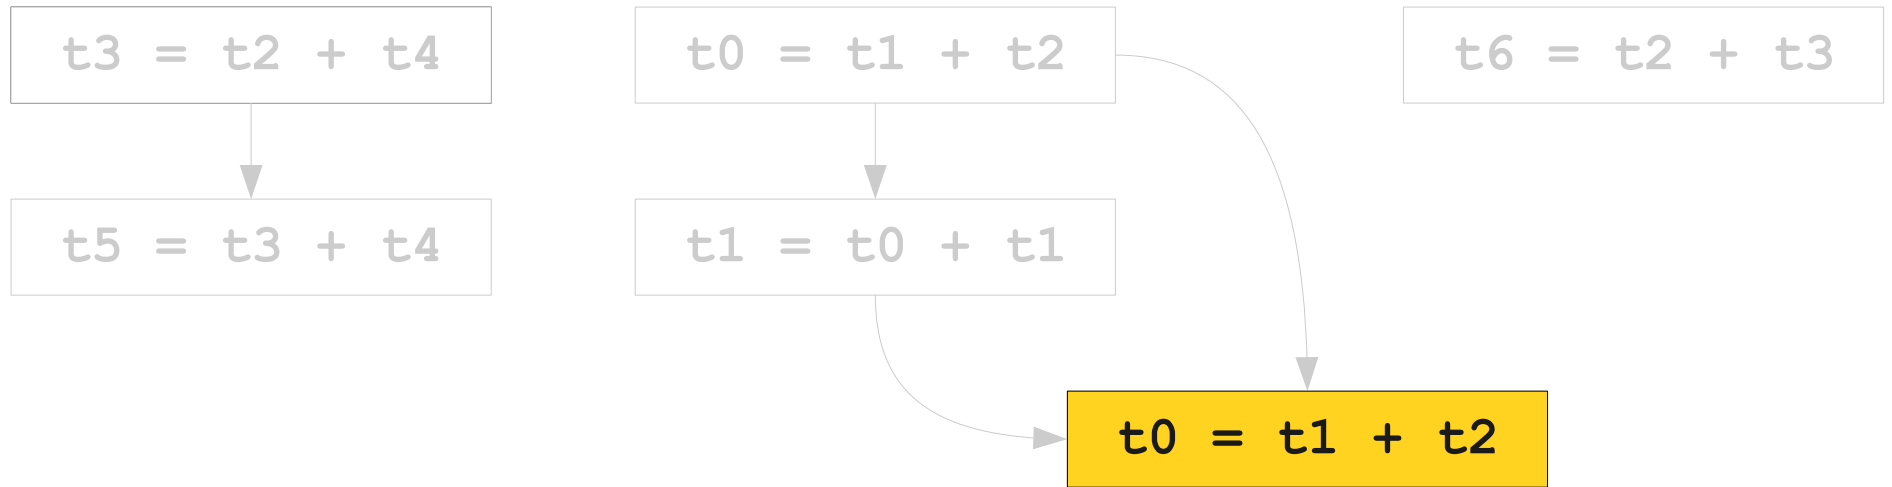 t3 = t2 + t4
t0 = t1 + t2
t6 = t2 + t3
t5 = t3 + t4
t1 = t0 + t1
t0 = t1 + t2